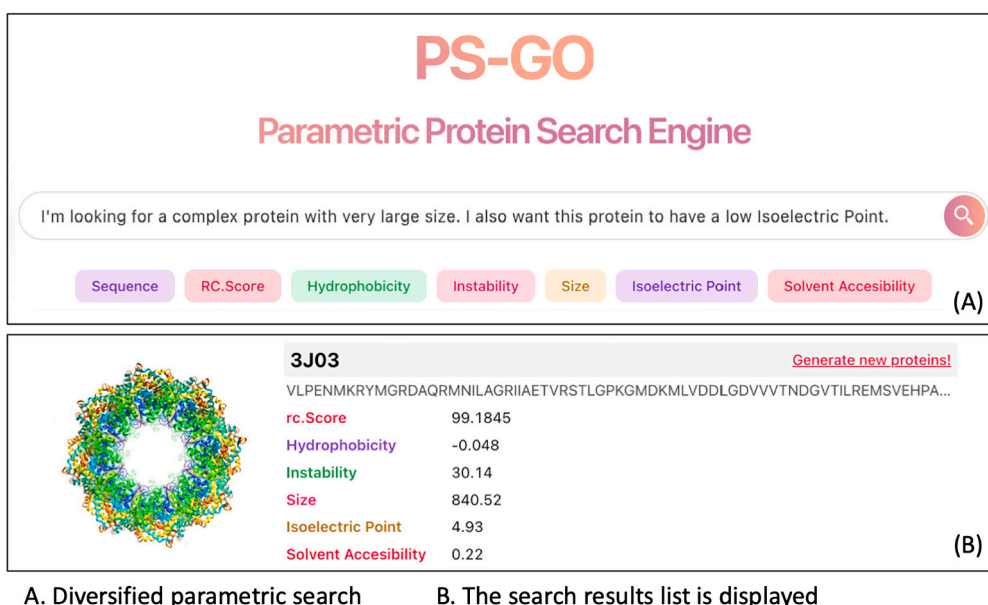 PS-GO
Parametric Protein Search Engine
I'm looking for a complex protein with very large size. I also want this protein to have a low Isoelectric Point.
Sequence RC.Score Hydrophobicity Instability Size Isoelectric Point Solvent Accesibility
(A)
3J03 Generate new proteins!
VLPENMKRYMGRDAQRMNILAGRIIAETVRSTLGPKGMDKMLVDDLGDVVVTNDGVTILREMSVEHPA...
rc.Score 99.1845
Hydrophobicity -0.048
Instability 30.14
Size 840.52
Isoelectric Point 4.93
Solvent Accesibility 0.22
(B)
A. Diversified parametric search B. The search results list is displayed